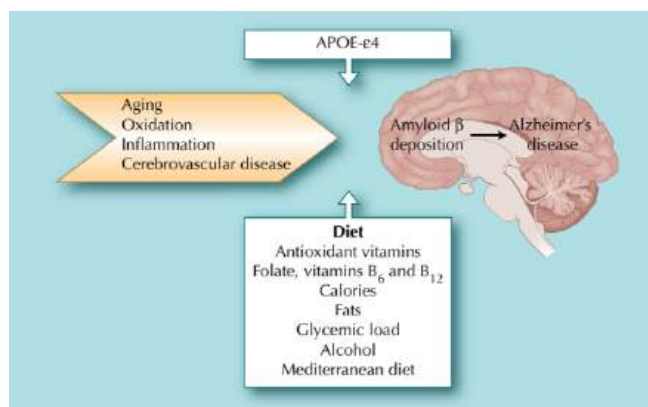 APOE-ε4
Aging
Oxidation
Inflammation
Cerebrovascular disease
Amyloid β
deposition
Alzheimer's
disease
Diet
Antioxidant vitamins
Folate, vitamins B6 and B12
Calories
Fats
Glycemic load
Alcohol
Mediterranean diet